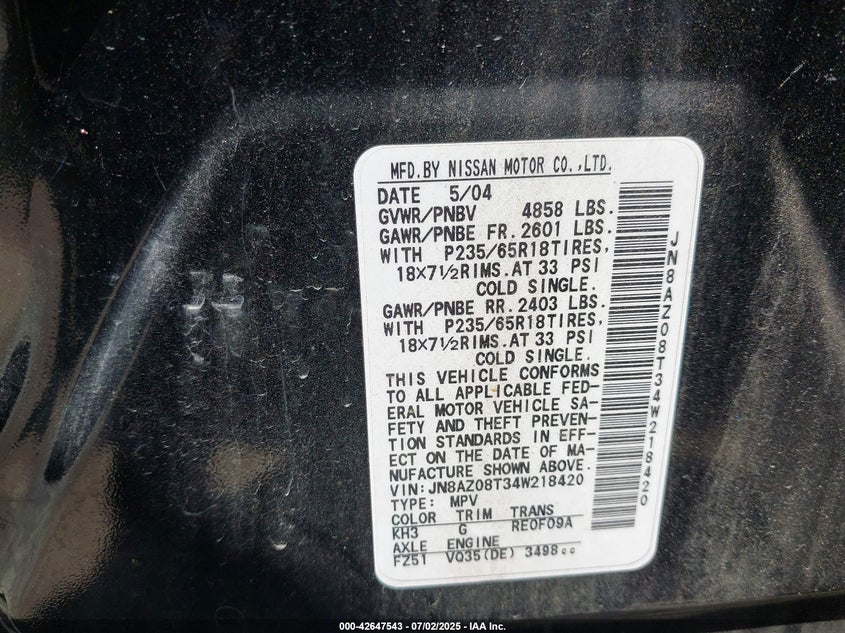 MFD.BY NISSAN MOTOR CO.,LTD.
DATE 5/04
GVWR/PNBV 4858 LBS.
GAWR/PNBE FR.2601 LBS.
WITH P235/65R18TIRES,
18×7½RIMS.AT 33 PSI
COLD SINGLE.
GAWR/PNBE RR.2403 LBS.
WITH P235/65R18TIRES,
18×7½RIMS.AT 33 PSI
COLD SINGLE.
THIS VEHICLE CONFORMS
TO ALL APPLICABLE FED-
ERAL MOTOR VEHICLE SA-
FETY AND THEFT PREVEN-
TION STANDARDS IN EFF-
ECT ON THE DATE OF MA-
NUFACTURE SHOWN ABOVE.
VIN:JN8AZ08T34W218420
TYPE: MPV
COLOR TRIM TRANS
KH3 G RE0F09A
AXLE ENGINE
FZ51 VQ35(DE) 3498cc
JN8AZ08T34W218420
000-42647543 / 07/02/2025 - IAA Inc.